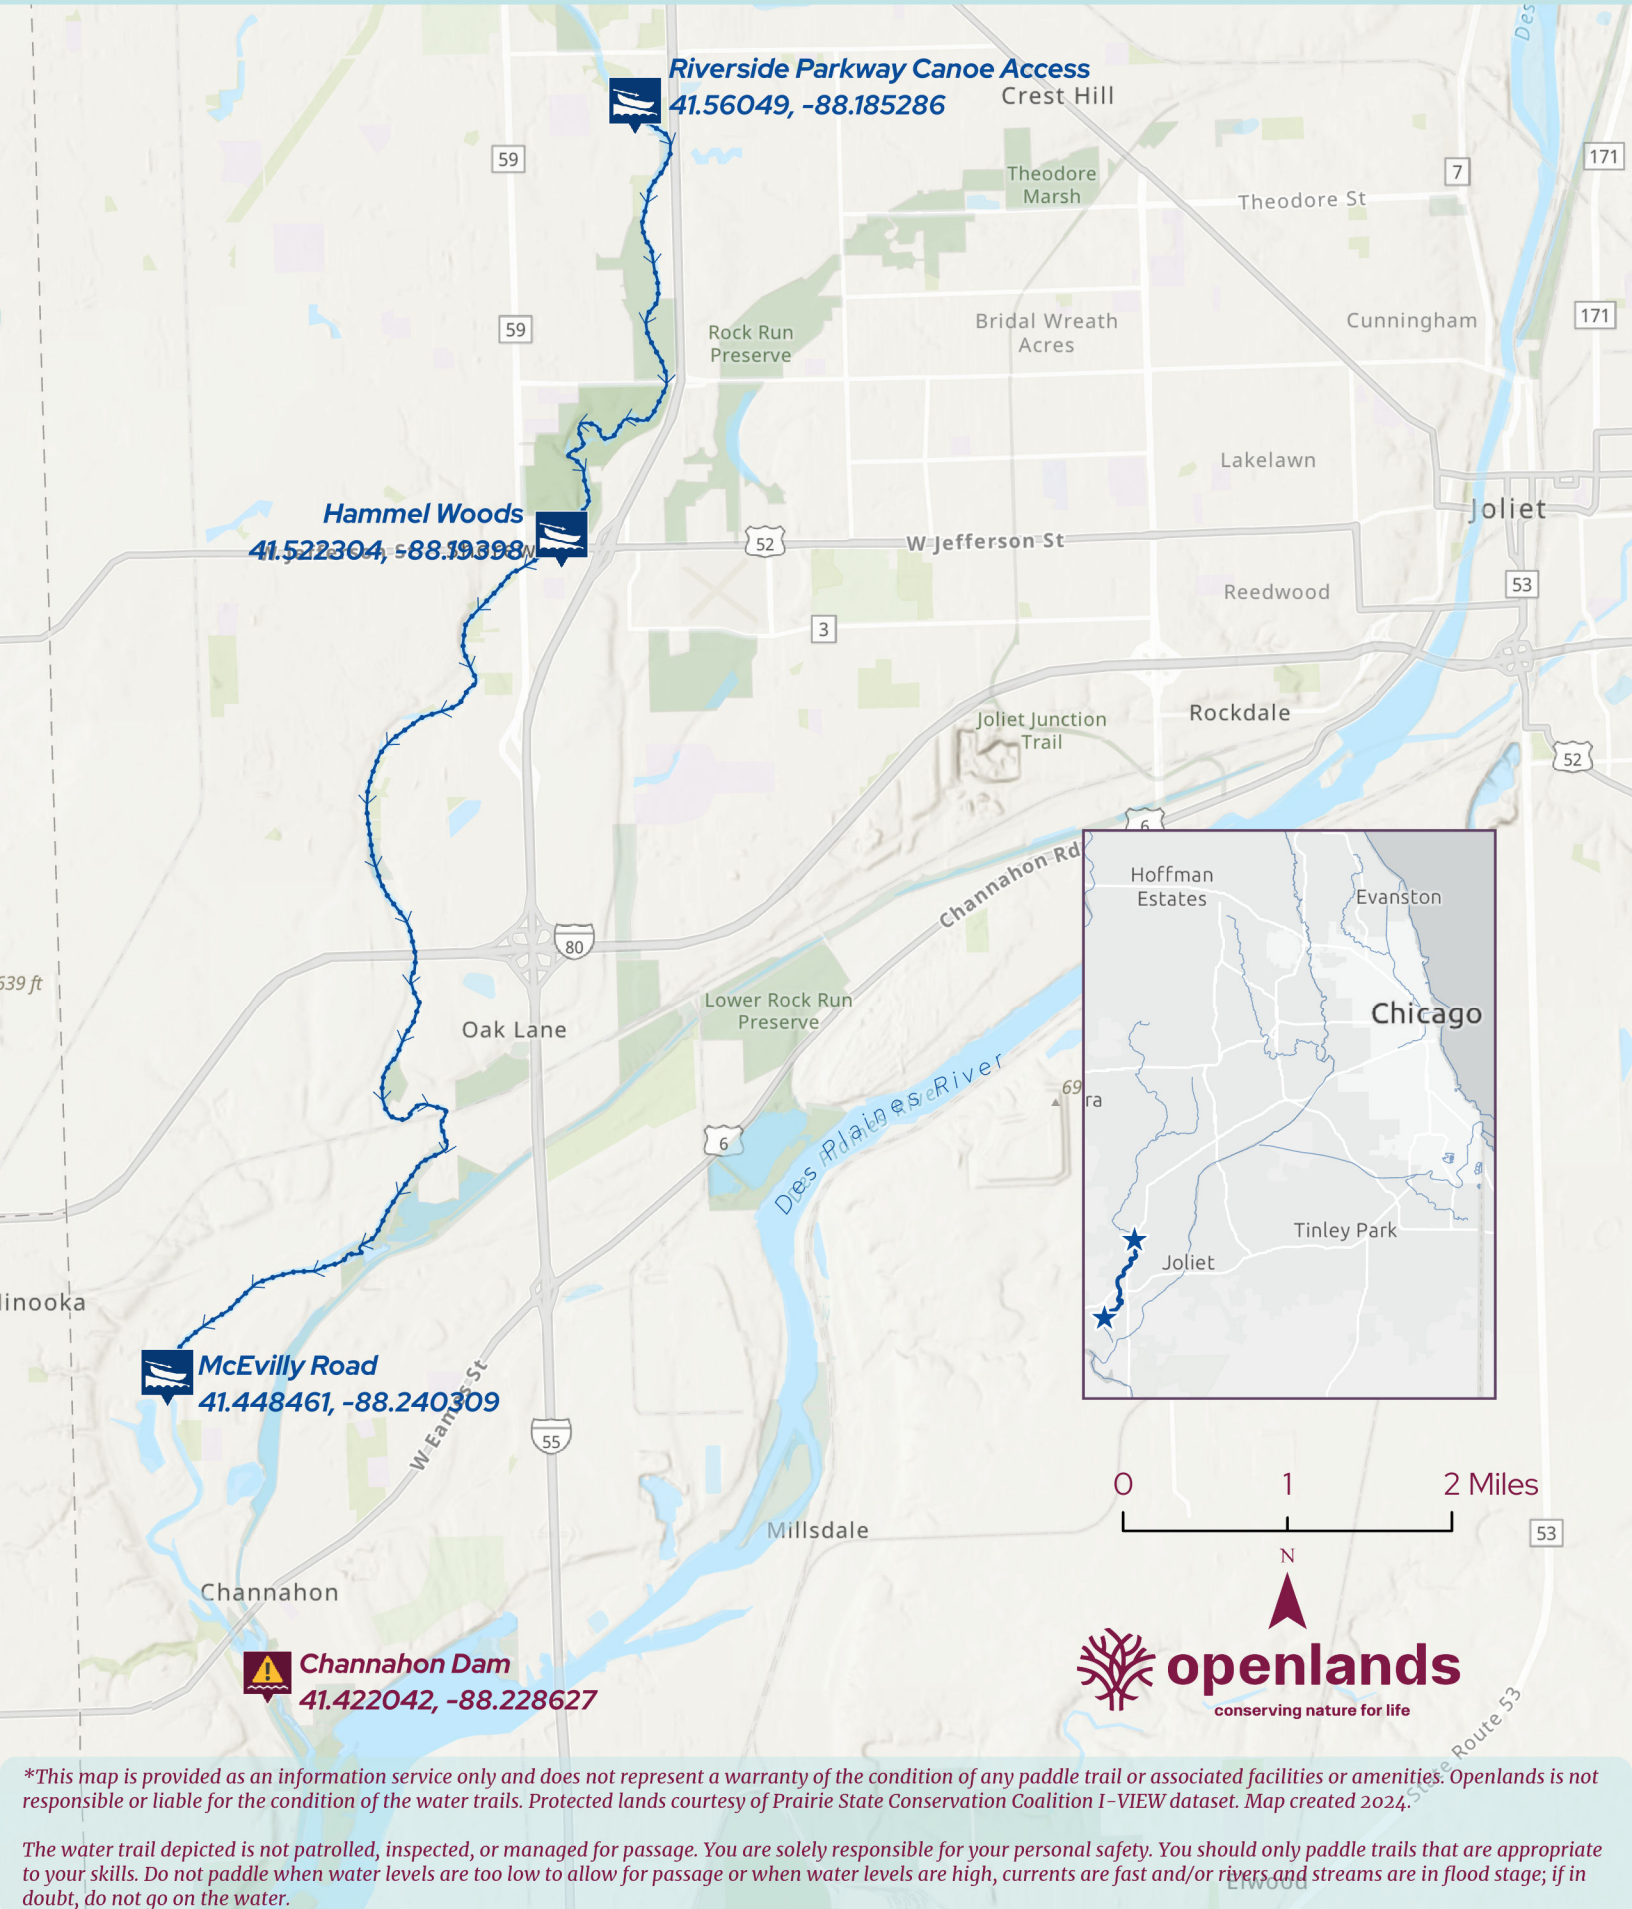 Des
Riverside Parkway Canoe Access
41.56049, -88.185286
Crest Hill
59
171
7
Theodore
Marsh
Theodore St
59
Rock Run
Preserve
Bridal Wreath
Acres
Cunningham
171
Lakelawn
Joliet
Hammel Woods
41.522304, -88.19398
W Jefferson St
52
W Jefferson St
53
Reedwood
3
Joliet Junction
Trail
Rockdale
52
6
Channahon Rd
80
639 ft
Oak Lane
Lower Rock Run
Preserve
Des Plaines River
Des Plaines River
69
6
Hoffman
Estates
Evanston
Chicago
ra
Tinley Park
Joliet
inooka
McEvilly Road
41.448461, -88.240309
W Eames St
55
0 1 2 Miles
Millsdale
53
N
Channahon
Channahon Dam
41.422042, -88.228627
openlands
conserving nature for life
State Route 53
*This map is provided as an information service only and does not represent a warranty of the condition of any paddle trail or associated facilities or amenities. Openlands is not
responsible or liable for the condition of the water trails. Protected lands courtesy of Prairie State Conservation Coalition I-VIEW dataset. Map created 2024.
The water trail depicted is not patrolled, inspected, or managed for passage. You are solely responsible for your personal safety. You should only paddle trails that are appropriate
to your skills. Do not paddle when water levels are too low to allow for passage or when water levels are high, currents are fast and/or rivers and streams are in flood stage; if in
doubt, do not go on the water.
Elwood